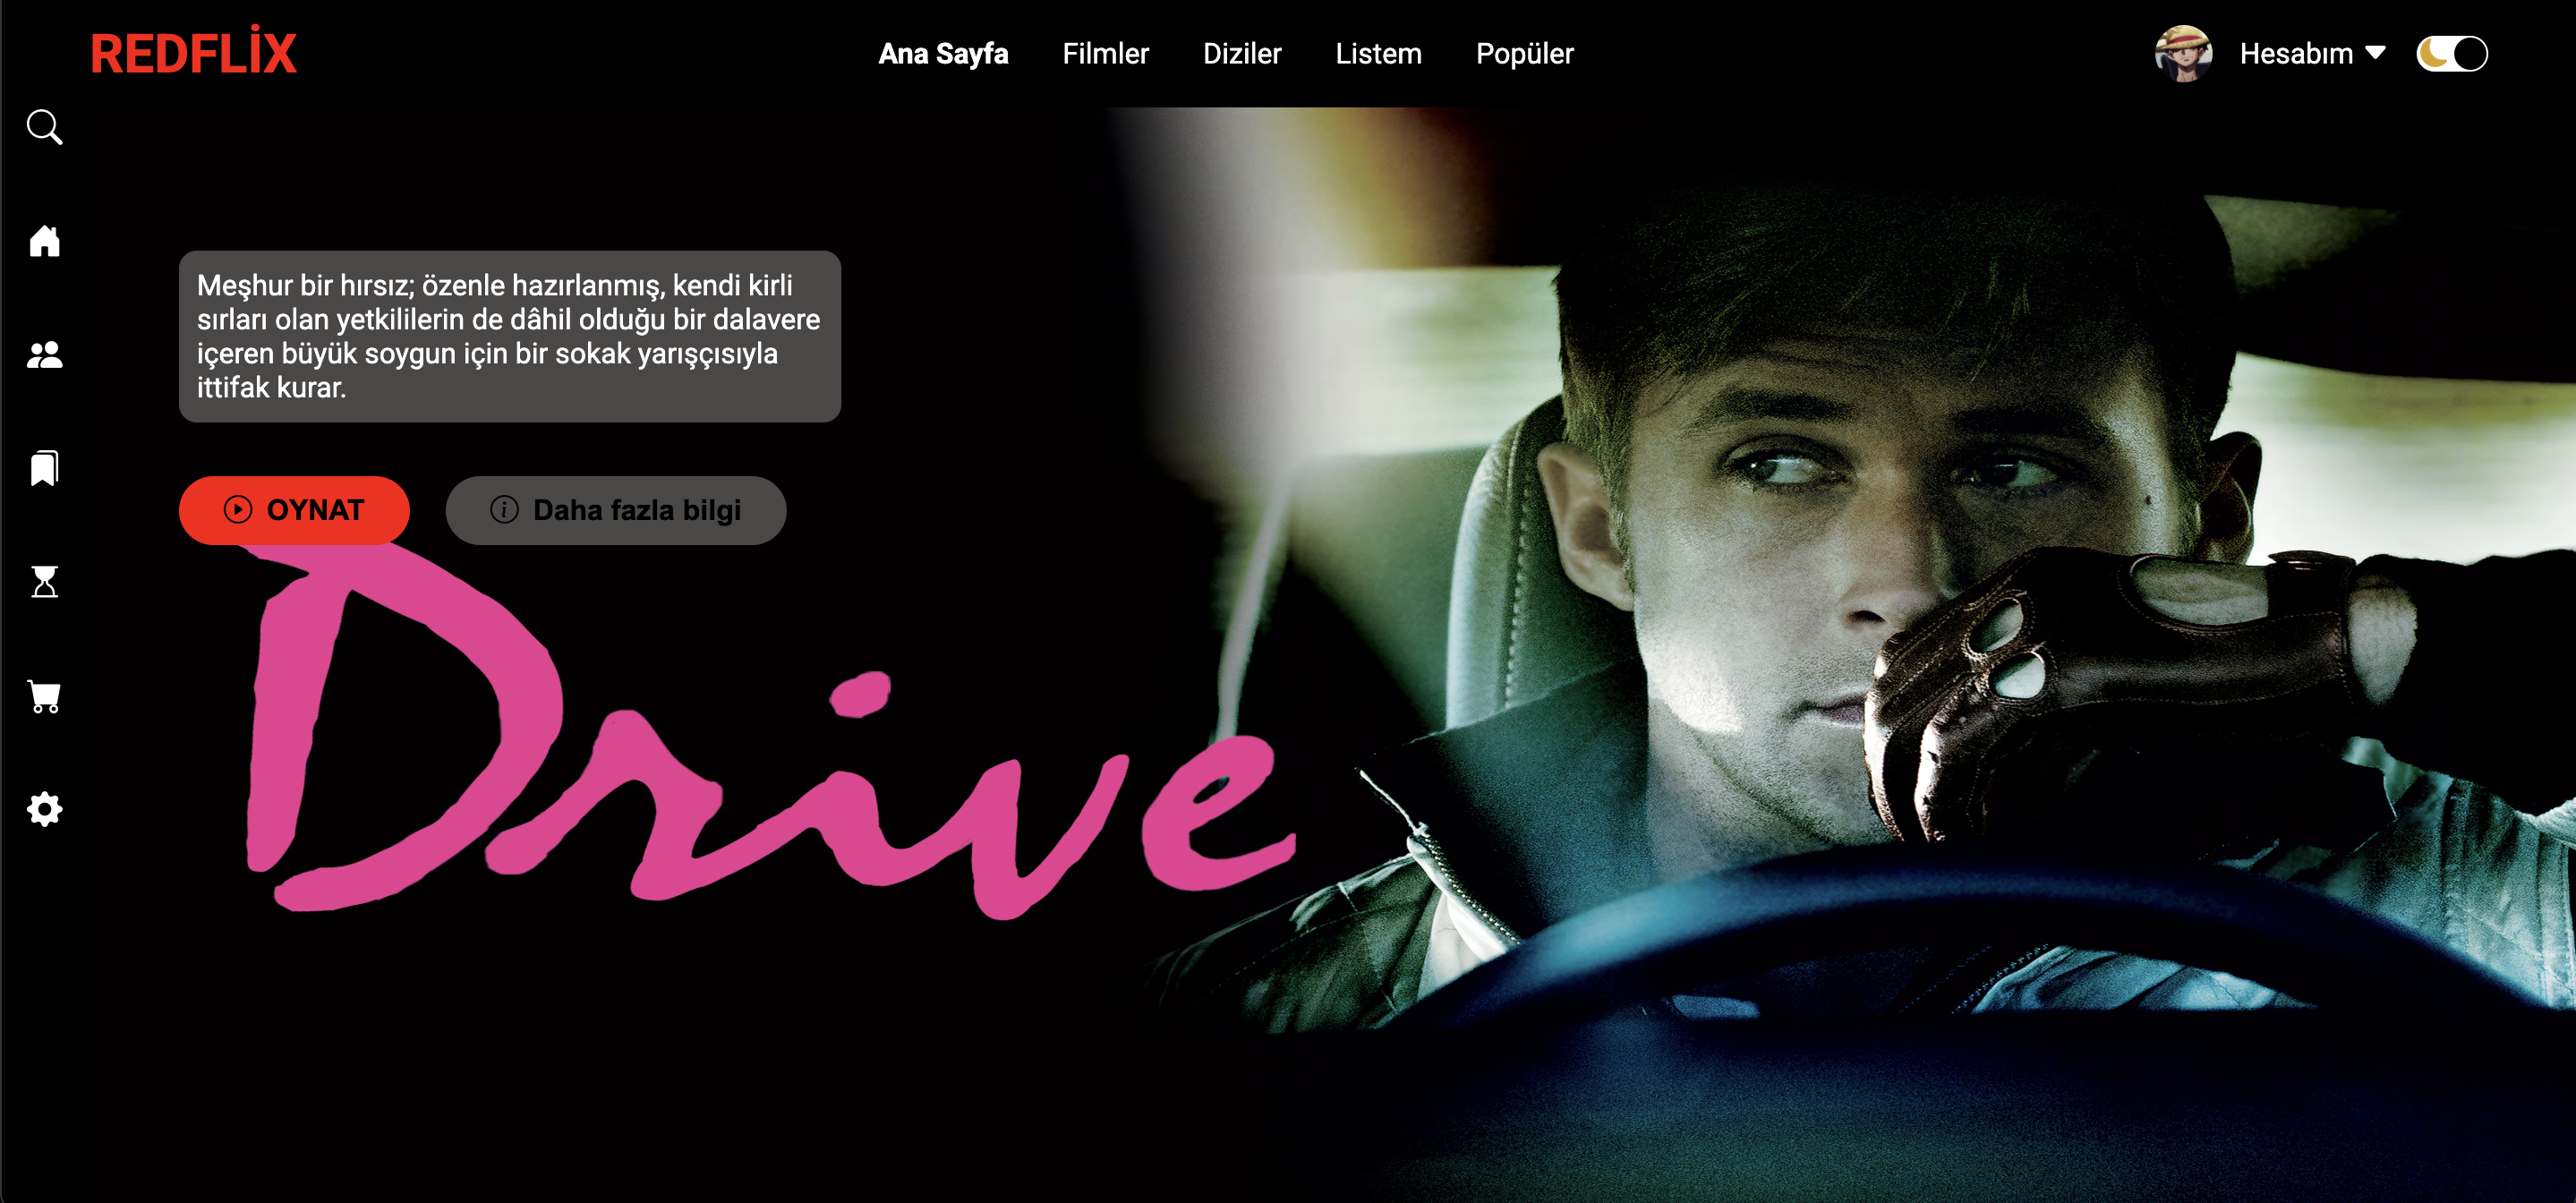 REDFLİX
Ana Sayfa
Filmler
Diziler
Listem
Popüler
Hesabım
Meşhur bir hırsız; özenle hazırlanmış, kendi kirli
sırları olan yetkililerin de dâhil olduğu bir dalavere
içeren büyük soygun için bir sokak yarışçısıyla
ittifak kurar.
OYNAT
Daha fazla bilgi
Drive